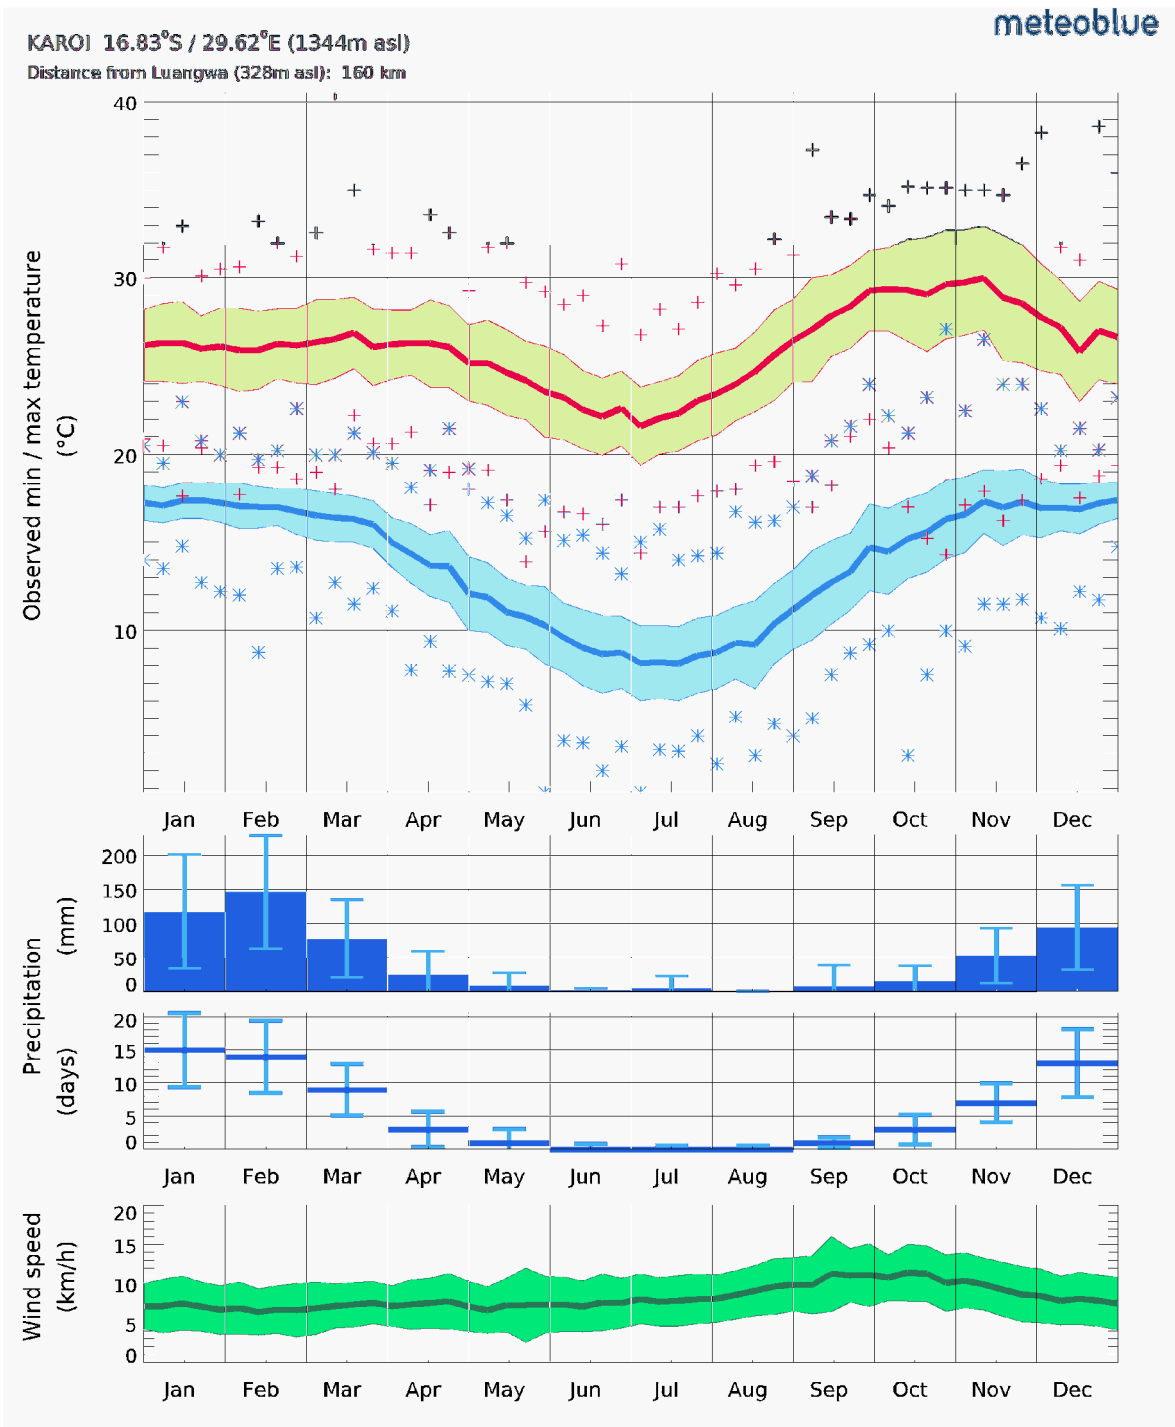 meteoblue
KAROI 16.83°S / 29.62°E (1344m asl)
Distance from Luangwa (328m asl): 160 km
Observed min / max temperature
(°C)
40
30
20
10
Jan Feb Mar Apr May Jun Jul Aug Sep Oct Nov Dec
Precipitation
(mm)
200
150
100
50
0
(days)
20
15
10
5
0
Jan Feb Mar Apr May Jun Jul Aug Sep Oct Nov Dec
Wind speed
(km/h)
20
15
10
5
0
Jan Feb Mar Apr May Jun Jul Aug Sep Oct Nov Dec